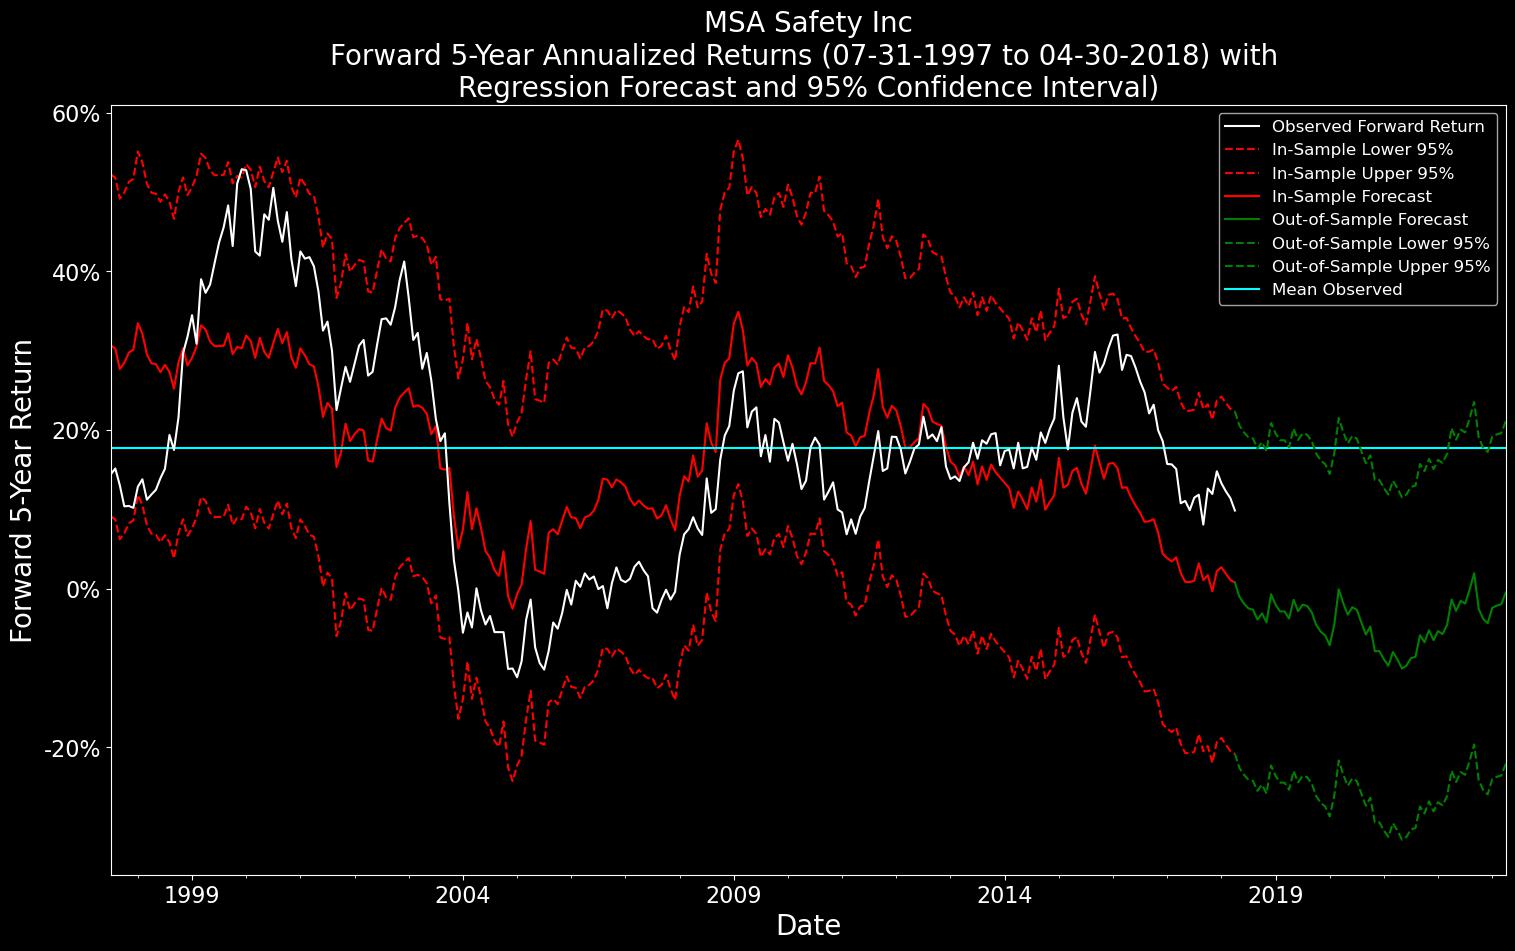 MSA Safety Inc
Forward 5-Year Annualized Returns (07-31-1997 to 04-30-2018) with
Regression Forecast and 95% Confidence Interval)
60%
40%
20%
0%
-20%
Forward 5-Year Return
Observed Forward Return
In-Sample Lower 95%
In-Sample Upper 95%
In-Sample Forecast
Out-of-Sample Forecast
Out-of-Sample Lower 95%
Out-of-Sample Upper 95%
Mean Observed
1999
2004
2009
2014
2019
Date